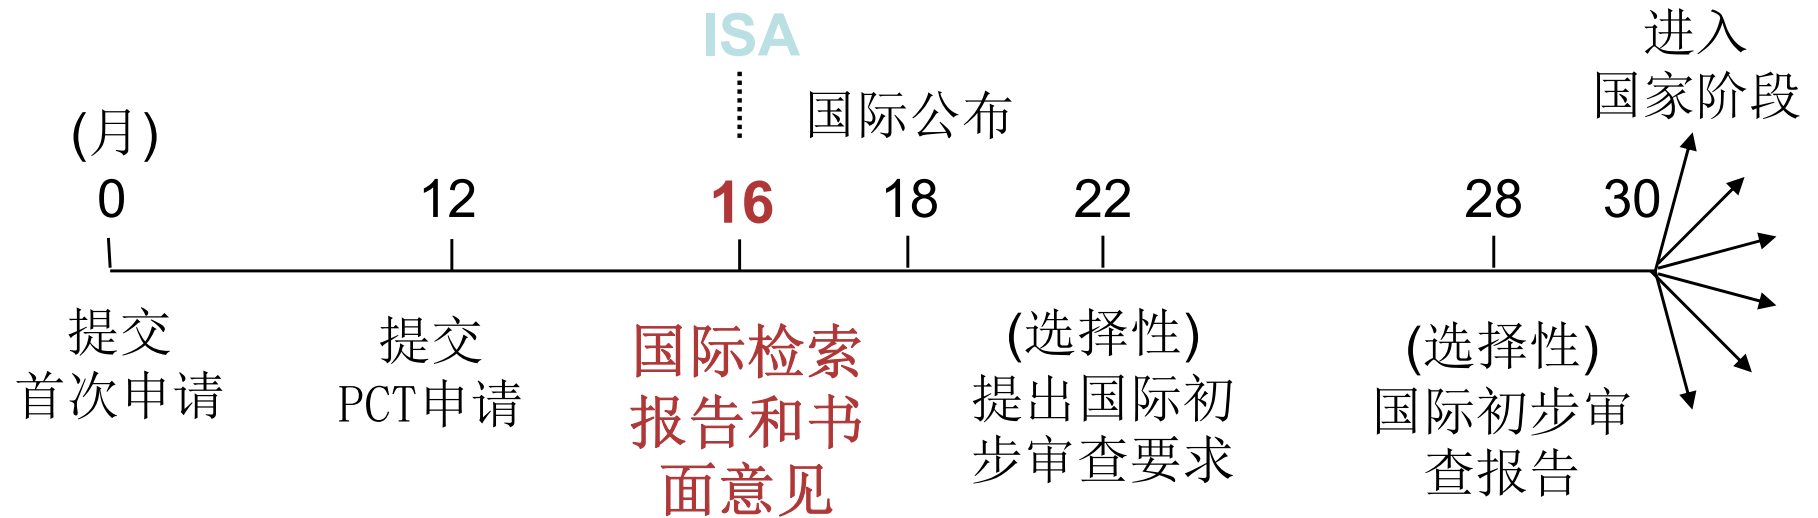 ISA
进入
国家阶段
国际公布
(月)
0
12
16
18
22
28
30
提交
首次申请
提交
PCT申请
国际检索
报告和书
面意见
(选择性)
提出国际初
步审查要求
(选择性)
国际初步审
查报告